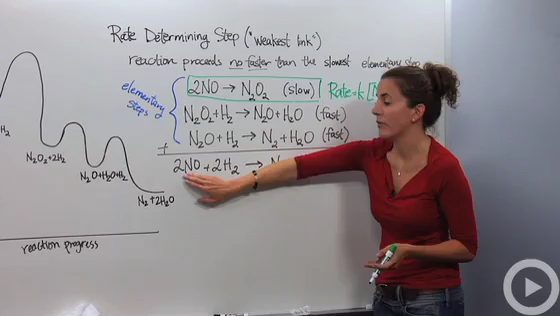 Rate Determining Step ("weakest link")
reaction proceeds no faster than the slowest elementary step
elementary steps
2NO → N₂O₂ (slow) Rate=k [
N₂O₂+H₂ → N₂O+H₂O (fast)
N₂O+H₂ → N₂+H₂O (fast)
+
2NO+2H₂ → N
H₂
N₂O₂+2H₂
N₂O+H₂O+H₂
N₂+2H₂O
reaction progress